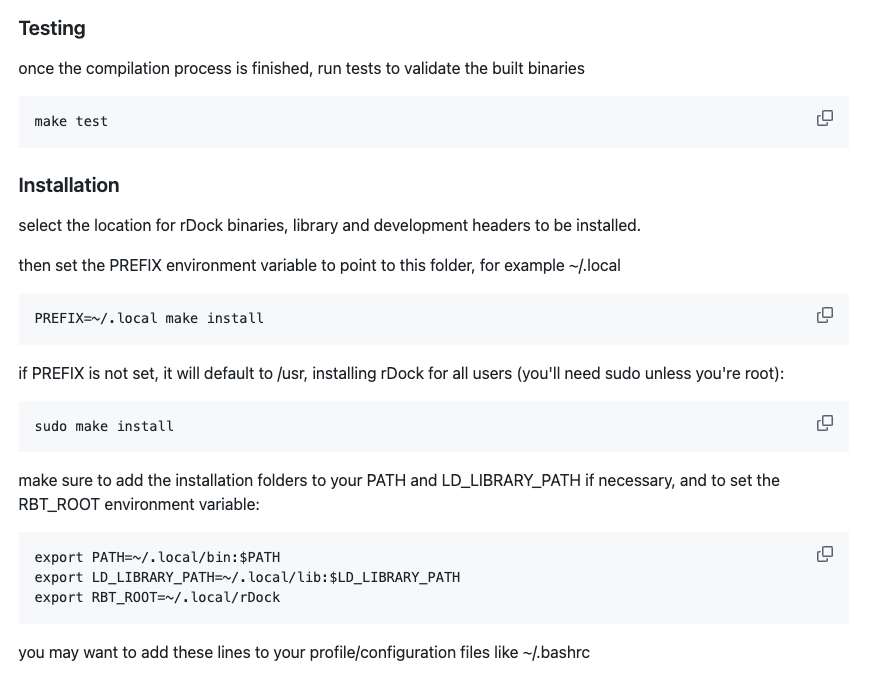 Testing
once the compilation process is finished, run tests to validate the built binaries
make test
Installation
select the location for rDock binaries, library and development headers to be installed.
then set the PREFIX environment variable to point to this folder, for example ~/.local
PREFIX=~/.local make install
if PREFIX is not set, it will default to /usr, installing rDock for all users (you'll need sudo unless you're root):
sudo make install
make sure to add the installation folders to your PATH and LD_LIBRARY_PATH if necessary, and to set the
RBT_ROOT environment variable:
export PATH=~/.local/bin:$PATH
export LD_LIBRARY_PATH=~/.local/lib:$LD_LIBRARY_PATH
export RBT_ROOT=~/.local/rDock
you may want to add these lines to your profile/configuration files like ~/.bashrc